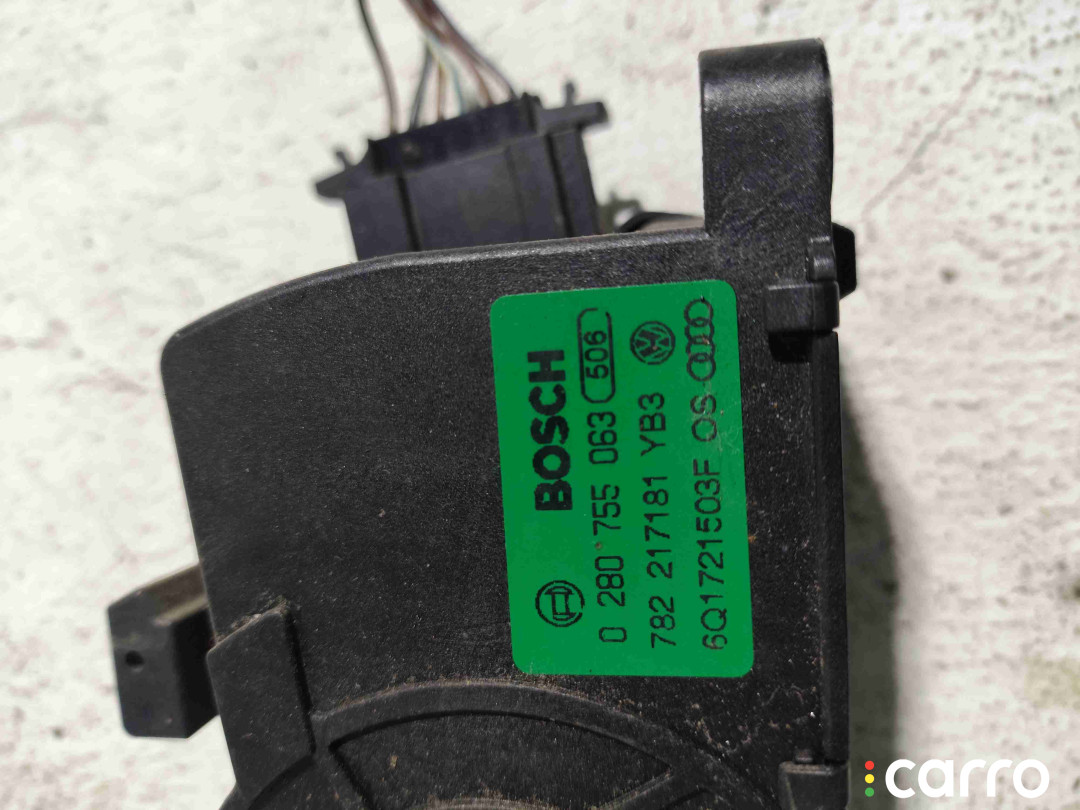 BOSCH
0 280 755 063 506
782 217181 YB3
6Q1721503F OS
carro